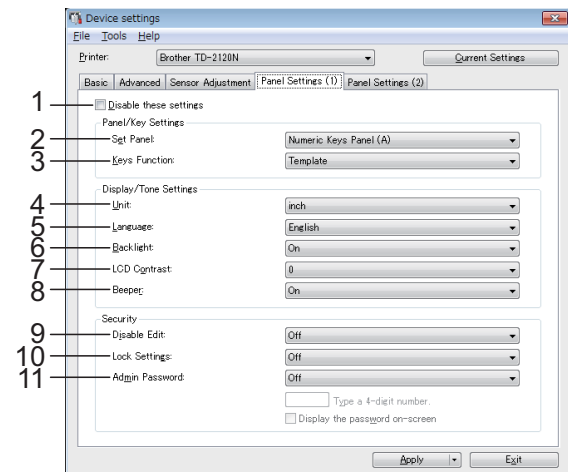 Device settings
File Tools Help
Printer: Brother TD-2120N Current Settings
Basic Advanced Sensor Adjustment Panel Settings (1) Panel Settings (2)
1 Disable these settings
Panel/Key Settings
2 Set Panel: Numeric Keys Panel (A)
3 Keys Function: Template
Display/Tone Settings
4 Unit: inch
5 Language: English
6 Backlight: On
7 LCD Contrast: 0
8 Beeper: On
Security
9 Disable Edit: Off
10 Lock Settings: Off
11 Admin Password: Off
Type a 4-digit number.
Display the password on-screen
Apply Exit